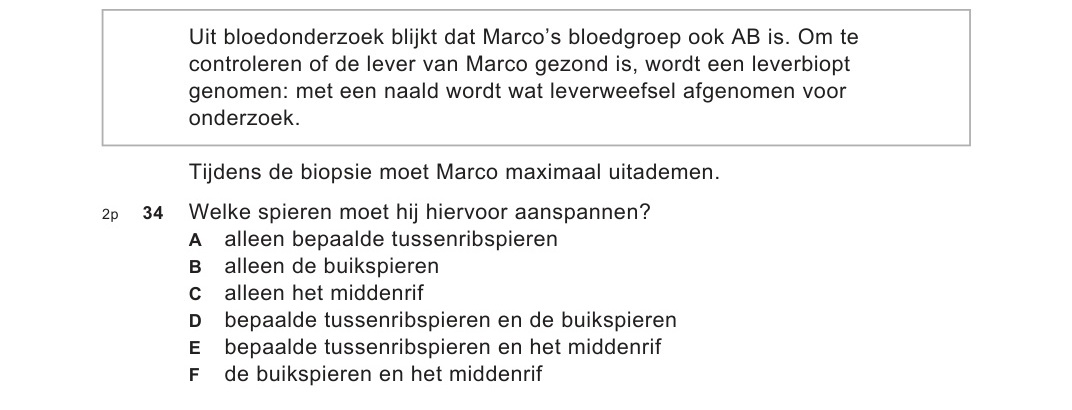 Uit bloedonderzoek blijkt dat Marco's bloedgroep ook AB is. Om te
controleren of de lever van Marco gezond is, wordt een leverbiopt
genomen: met een naald wordt wat leverweefsel afgenomen voor
onderzoek.
Tijdens de biopsie moet Marco maximaal uitademen.
2p 34 Welke spieren moet hij hiervoor aanspannen?
A alleen bepaalde tussenribspieren
B alleen de buikspieren
C alleen het middenrif
D bepaalde tussenribspieren en de buikspieren
E bepaalde tussenribspieren en het middenrif
F de buikspieren en het middenrif